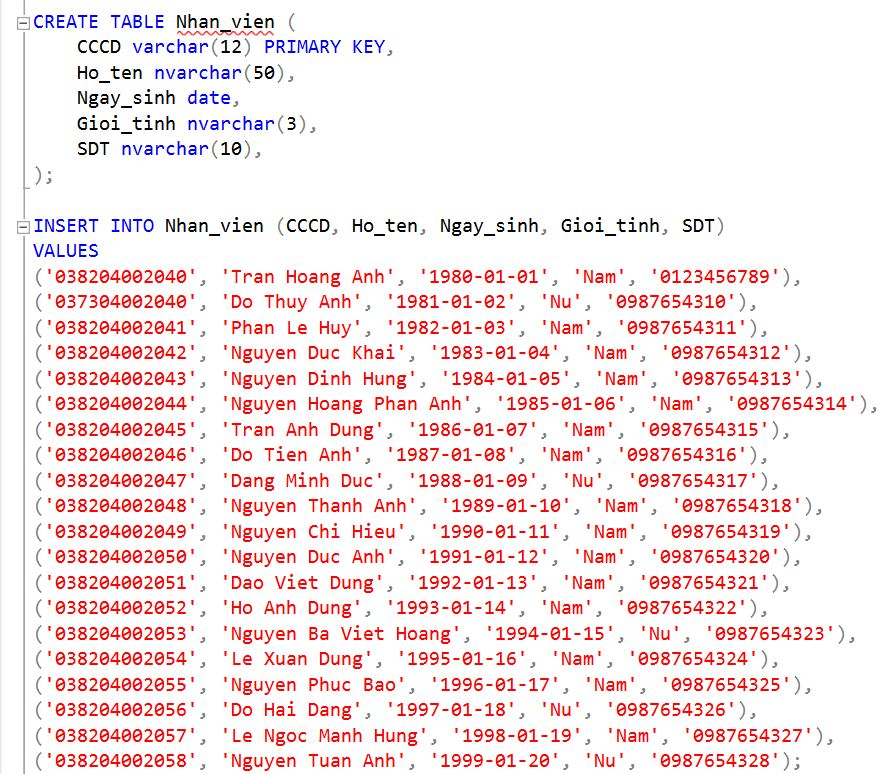 CREATE TABLE Nhan_vien (
    CCCD varchar(12) PRIMARY KEY,
    Ho_ten nvarchar(50),
    Ngay_sinh date,
    Gioi_tinh nvarchar(3),
    SDT nvarchar(10),
);
INSERT INTO Nhan_vien (CCCD, Ho_ten, Ngay_sinh, Gioi_tinh, SDT)
VALUES
('038204002040', 'Tran Hoang Anh', '1980-01-01', 'Nam', '0123456789'),
('037304002040', 'Do Thuy Anh', '1981-01-02', 'Nu', '0987654310'),
('038204002041', 'Phan Le Huy', '1982-01-03', 'Nam', '0987654311'),
('038204002042', 'Nguyen Duc Khai', '1983-01-04', 'Nam', '0987654312'),
('038204002043', 'Nguyen Dinh Hung', '1984-01-05', 'Nam', '0987654313'),
('038204002044', 'Nguyen Hoang Phan Anh', '1985-01-06', 'Nam', '0987654314'),
('038204002045', 'Tran Anh Dung', '1986-01-07', 'Nam', '0987654315'),
('038204002046', 'Do Tien Anh', '1987-01-08', 'Nam', '0987654316'),
('038204002047', 'Dang Minh Duc', '1988-01-09', 'Nu', '0987654317'),
('038204002048', 'Nguyen Thanh Anh', '1989-01-10', 'Nam', '0987654318'),
('038204002049', 'Nguyen Chi Hieu', '1990-01-11', 'Nam', '0987654319'),
('038204002050', 'Nguyen Duc Anh', '1991-01-12', 'Nam', '0987654320'),
('038204002051', 'Dao Viet Dung', '1992-01-13', 'Nam', '0987654321'),
('038204002052', 'Ho Anh Dung', '1993-01-14', 'Nam', '0987654322'),
('038204002053', 'Nguyen Ba Viet Hoang', '1994-01-15', 'Nu', '0987654323'),
('038204002054', 'Le Xuan Dung', '1995-01-16', 'Nam', '0987654324'),
('038204002055', 'Nguyen Phuc Bao', '1996-01-17', 'Nam', '0987654325'),
('038204002056', 'Do Hai Dang', '1997-01-18', 'Nu', '0987654326'),
('038204002057', 'Le Ngoc Manh Hung', '1998-01-19', 'Nam', '0987654327'),
('038204002058', 'Nguyen Tuan Anh', '1999-01-20', 'Nu', '0987654328');